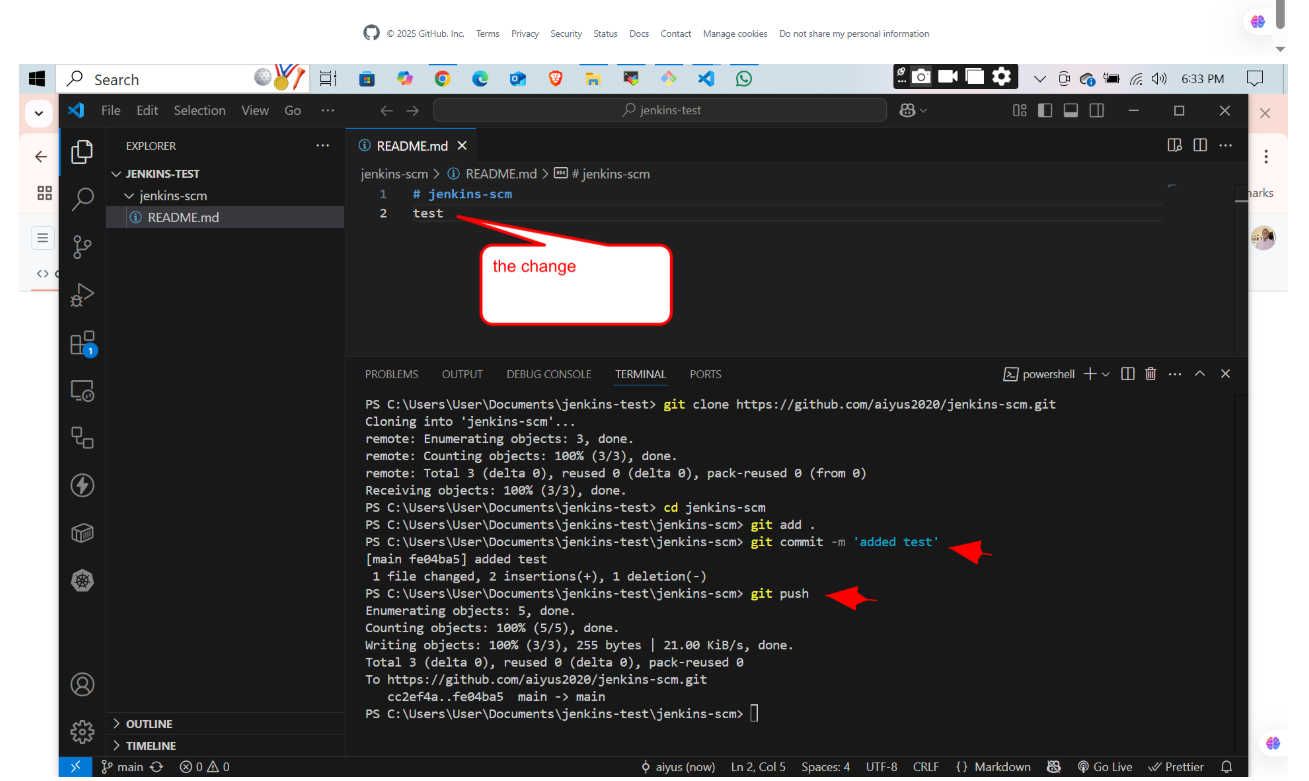 © 2025 GitHub, Inc. Terms Privacy Security Status Docs Contact Manage cookies Do not share my personal information
Search
6:33 PM
File Edit Selection View Go ...
jenkins-test
EXPLORER
README.md
JENKINS-TEST
jenkins-scm > README.md > # jenkins-scm
jenkins-scm
README.md
1 # jenkins-scm
2 test
the change
PROBLEMS OUTPUT DEBUG CONSOLE TERMINAL PORTS
powershell
PS C:\Users\User\Documents\jenkins-test> git clone https://github.com/aiyus2020/jenkins-scm.git
Cloning into 'jenkins-scm'...
remote: Enumerating objects: 3, done.
remote: Counting objects: 100% (3/3), done.
remote: Total 3 (delta 0), reused 0 (delta 0), pack-reused 0 (from 0)
Receiving objects: 100% (3/3), done.
PS C:\Users\User\Documents\jenkins-test> cd jenkins-scm
PS C:\Users\User\Documents\jenkins-test\jenkins-scm> git add .
PS C:\Users\User\Documents\jenkins-test\jenkins-scm> git commit -m 'added test'
[main fe04ba5] added test
1 file changed, 2 insertions(+), 1 deletion(-)
PS C:\Users\User\Documents\jenkins-test\jenkins-scm> git push
Enumerating objects: 5, done.
Counting objects: 100% (5/5), done.
Writing objects: 100% (3/3), 255 bytes | 21.00 KiB/s, done.
Total 3 (delta 0), reused 0 (delta 0), pack-reused 0
To https://github.com/aiyus2020/jenkins-scm.git
cc2ef4a..fe04ba5 main -> main
PS C:\Users\User\Documents\jenkins-test\jenkins-scm>
OUTLINE
TIMELINE
main 0 0
aiyus (now) Ln 2, Col 5 Spaces: 4 UTF-8 CRLF {} Markdown Go Live Prettier